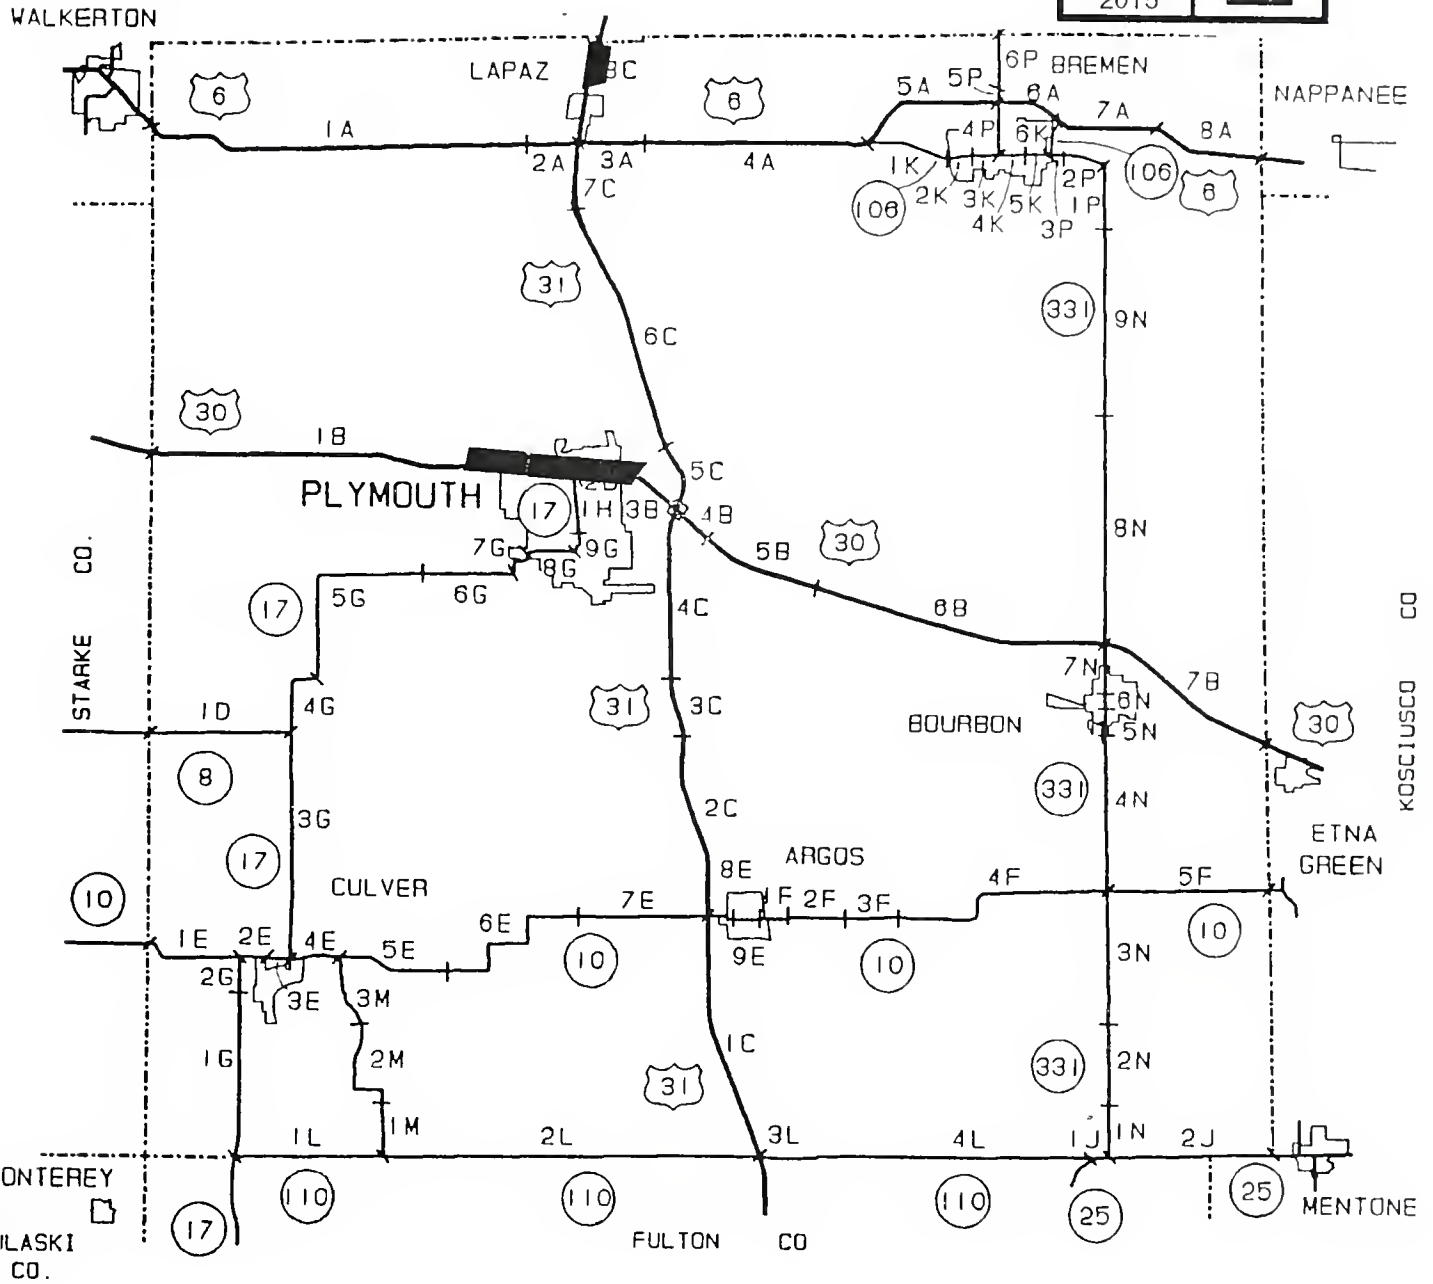 2015
WALKERTON
6
LAPAZ
8C
6
5P
6P
BREMEN
NAPPANEE
5A
6A
7A
8A
1A
2A
3A
4A
7C
4P
6K
1K
2K
3K
4K
5K
2P
1P
3P
106
106
6
31
6C
331
9N
30
1B
PLYMOUTH
5C
17
1H
3B
4B
5B
30
8N
7G
8G
9G
17
5G
6G
4C
6B
STARKE CO.
KOSCIUSCO CO
7N
7B
6N
5N
BOURBON
30
1D
4G
8
31
3C
331
4N
3G
2C
ETNA
GREEN
17
CULVER
ARGOS
8E
1F
2F
3F
4F
5F
10
10
1E
2E
4E
5E
6E
7E
10
9E
10
3N
2G
3E
3M
1G
2M
1C
331
2N
31
1M
1L
2L
3L
4L
1J
1N
2J
ONTEREY
17
110
110
110
25
25
MENTONE
LASKI
CO.
FULTON CO